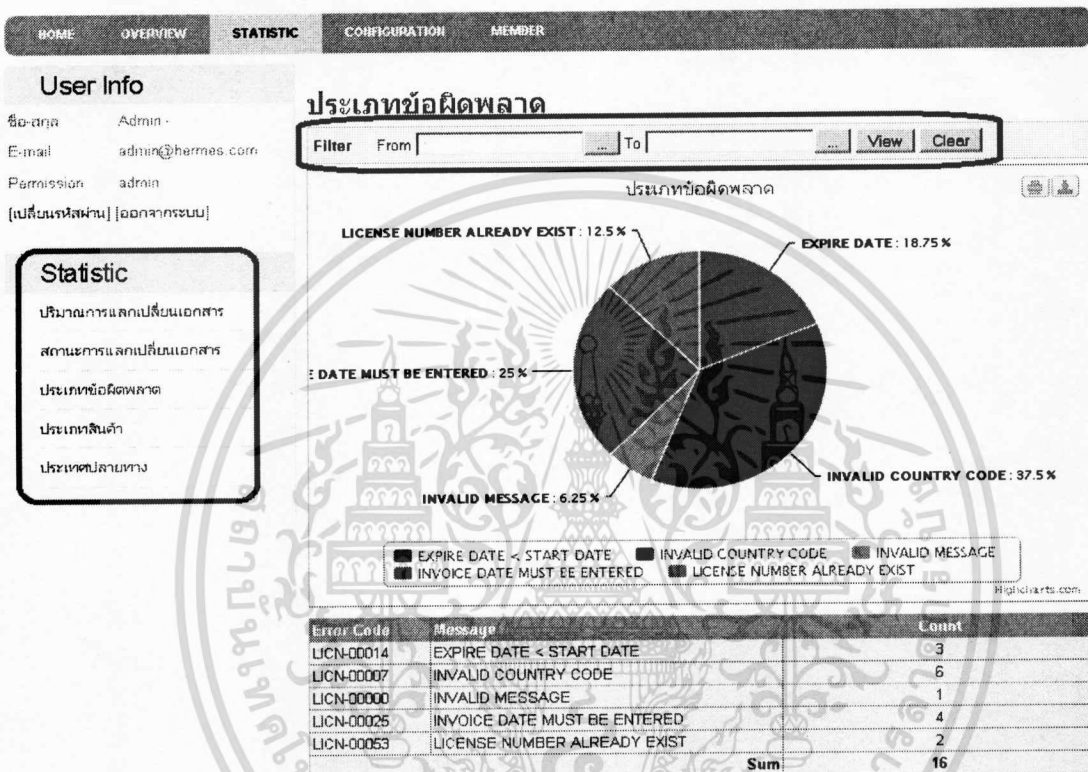 HOME OVERVIEW STATISTIC CONFIGURATION MEMBER
User Info
ชื่อ-สกุล Admin -
E-mail admin@hermes.com
Permission admin
[เปลี่ยนรหัสผ่าน] [ออกจากระบบ]
Statistic
ปริมาณการแลกเปลี่ยนเอกสาร
สถานะการแลกเปลี่ยนเอกสาร
ประเภทข้อผิดพลาด
ประเภทสินค้า
ประเทศปลายทาง
ประเภทข้อผิดพลาด
Filter From ... To ... View Clear
ประเภทข้อผิดพลาด
LICENSE NUMBER ALREADY EXIST : 12.5 %
EXPIRE DATE : 18.75 %
E DATE MUST BE ENTERED : 25 %
INVALID COUNTRY CODE : 37.5 %
INVALID MESSAGE : 6.25 %
EXPIRE DATE < START DATE INVALID COUNTRY CODE INVALID MESSAGE
INVOICE DATE MUST BE ENTERED LICENSE NUMBER ALREADY EXIST
Highcharts.com
Error Code Message Count
LICN-00014 EXPIRE DATE < START DATE 3
LICN-00007 INVALID COUNTRY CODE 6
LICN-00000 INVALID MESSAGE 1
LICN-00025 INVOICE DATE MUST BE ENTERED 4
LICN-00053 LICENSE NUMBER ALREADY EXIST 2
Sum 16